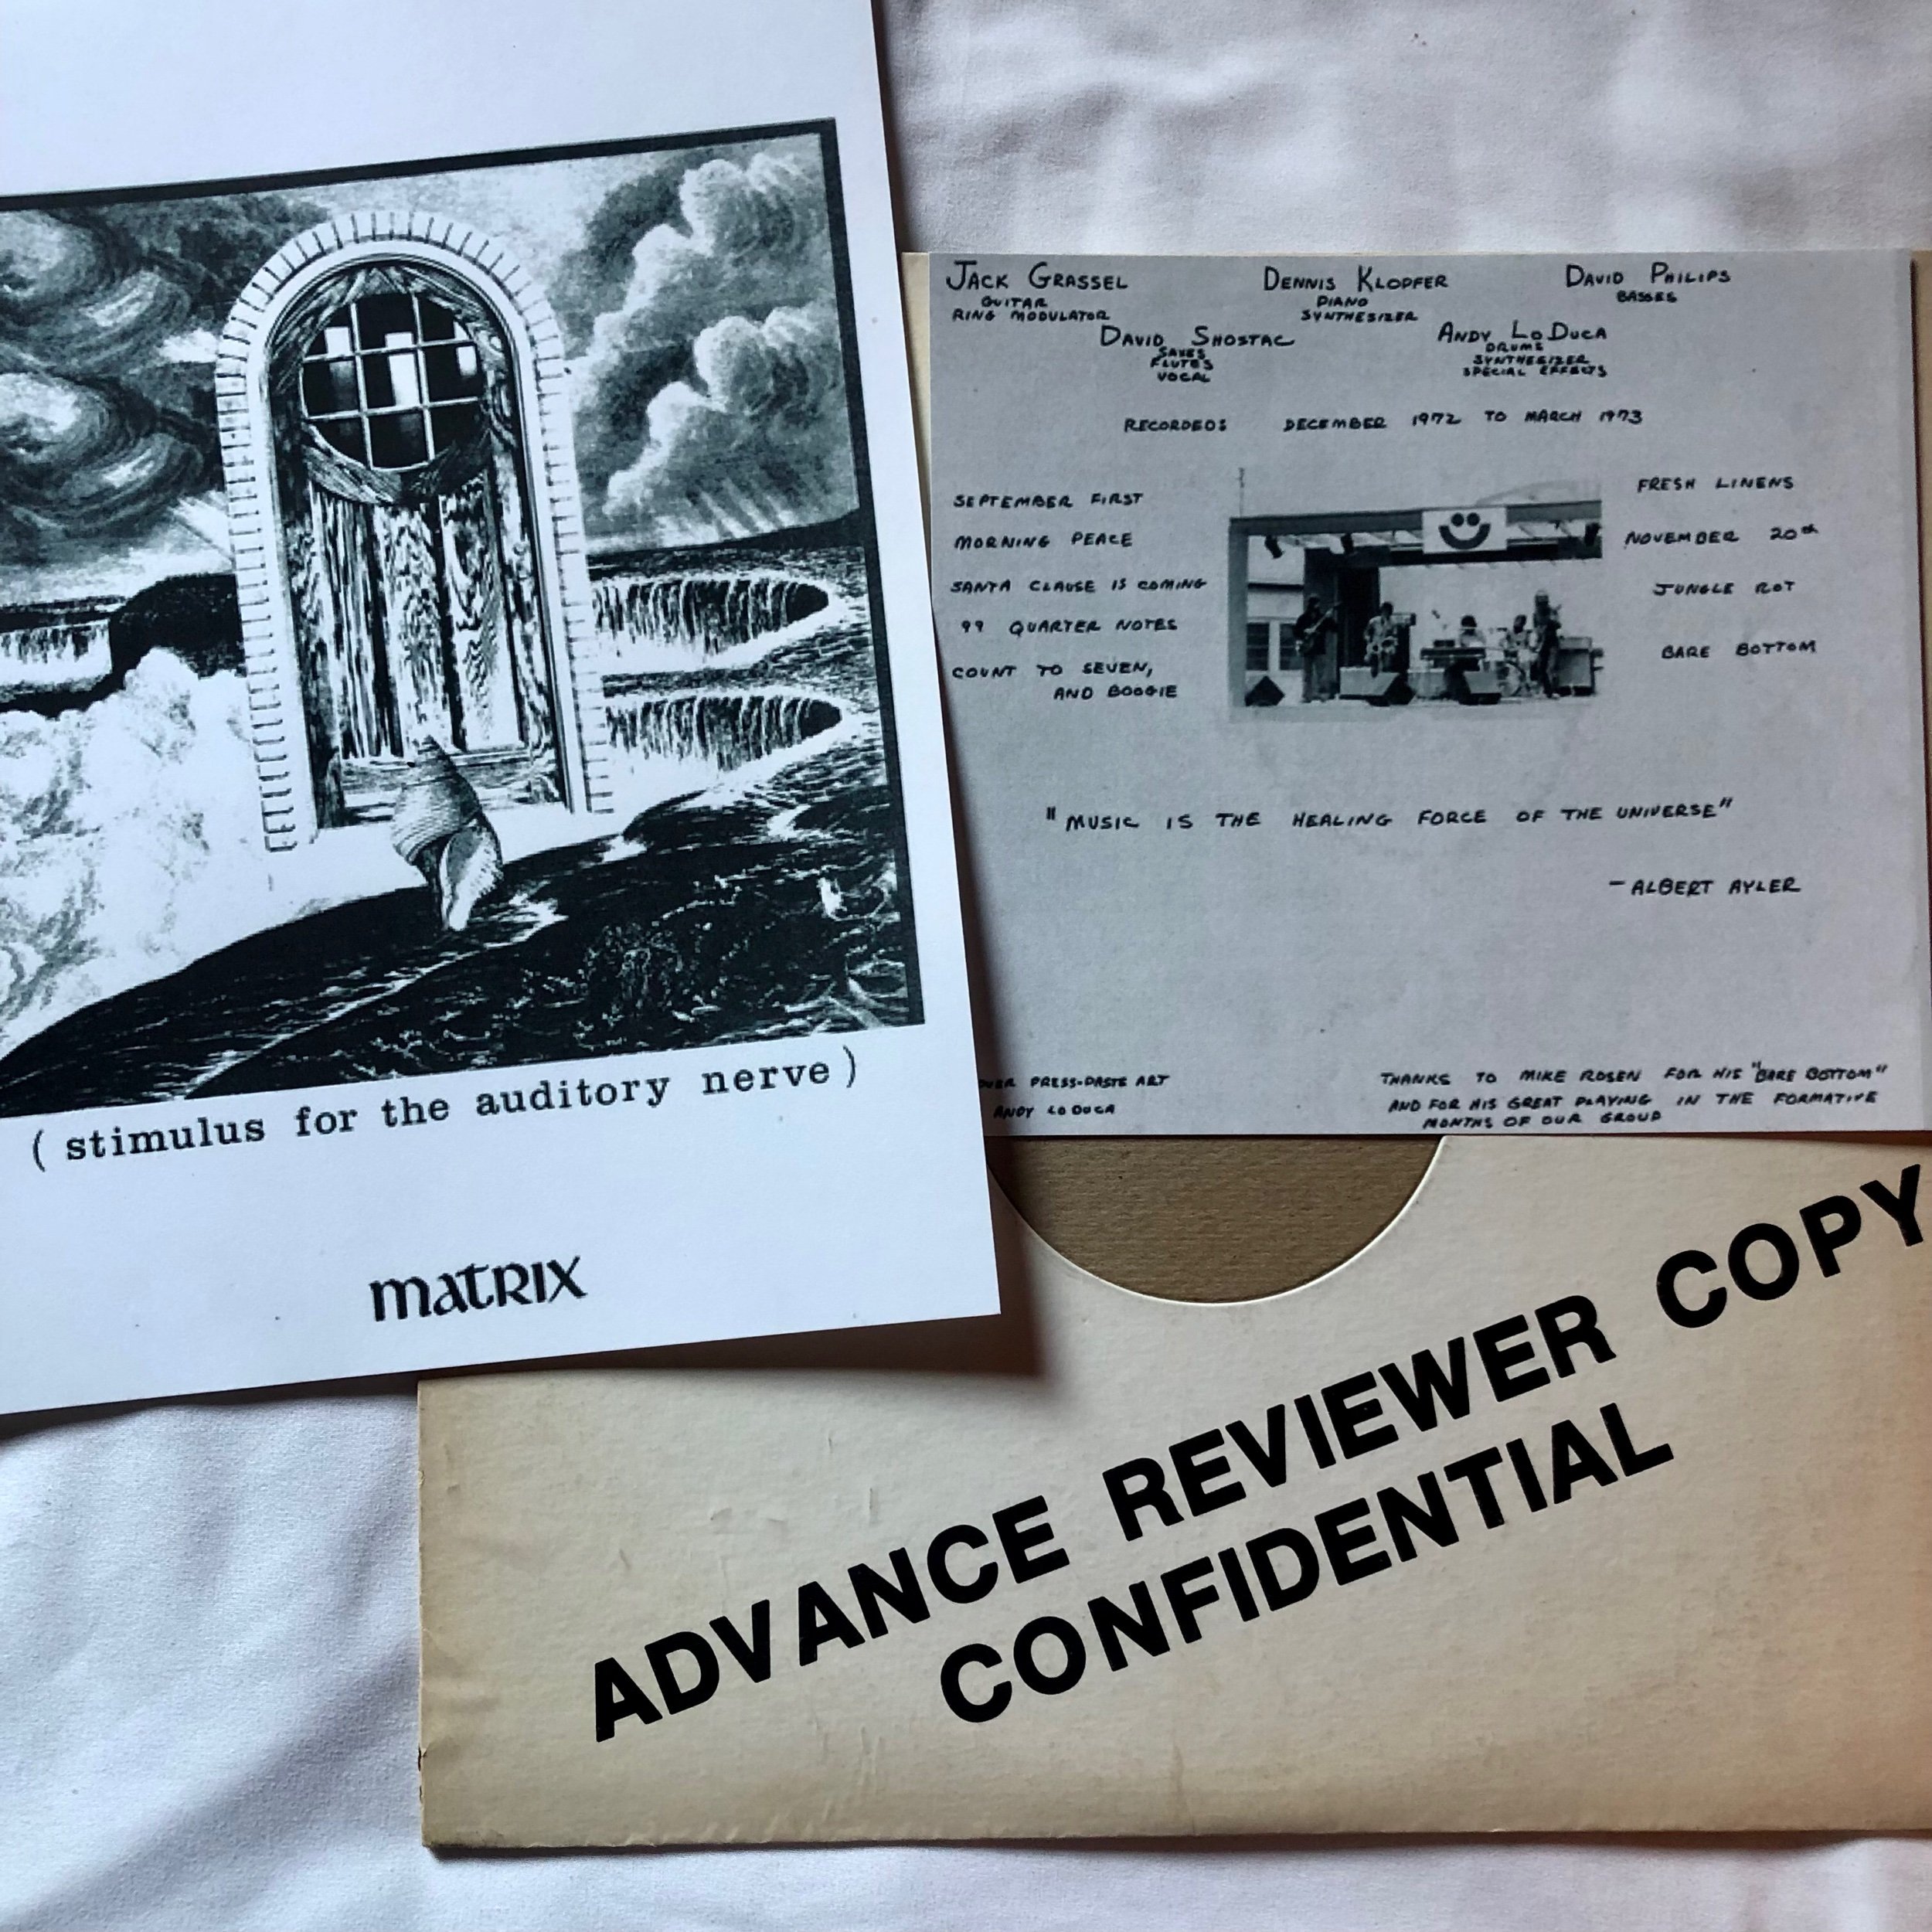 ( stimulus for the auditory nerve )
matrix
JACK GRASSEL
GUITAR
RING MODULATOR
DENNIS KLOPFER
PIANO
SYNTHESIZER
DAVID PHILIPS
BASSES
DAVID SHOSTAC
SAXES
FLUTES
VOCAL
ANDY LO DUCA
DRUMS
SYNTHESIZER
SPECIAL EFFECTS
RECORDED: DECEMBER 1972 TO MARCH 1973
SEPTEMBER FIRST
MORNING PEACE
SANTA CLAUSE IS COMING
99 QUARTER NOTES
COUNT TO SEVEN,
AND BOOGIE
FRESH LINENS
NOVEMBER 20th
JUNGLE ROT
BARE BOTTOM
"MUSIC IS THE HEALING FORCE OF THE UNIVERSE"
- ALBERT AYLER
PRESS-PASTE ART
ANDY LO DUCA
THANKS TO MIKE ROSEN FOR HIS "BARE BOTTOM"
AND FOR HIS GREAT PLAYING IN THE FORMATIVE
MONTHS OF OUR GROUP
ADVANCE REVIEWER COPY
CONFIDENTIAL